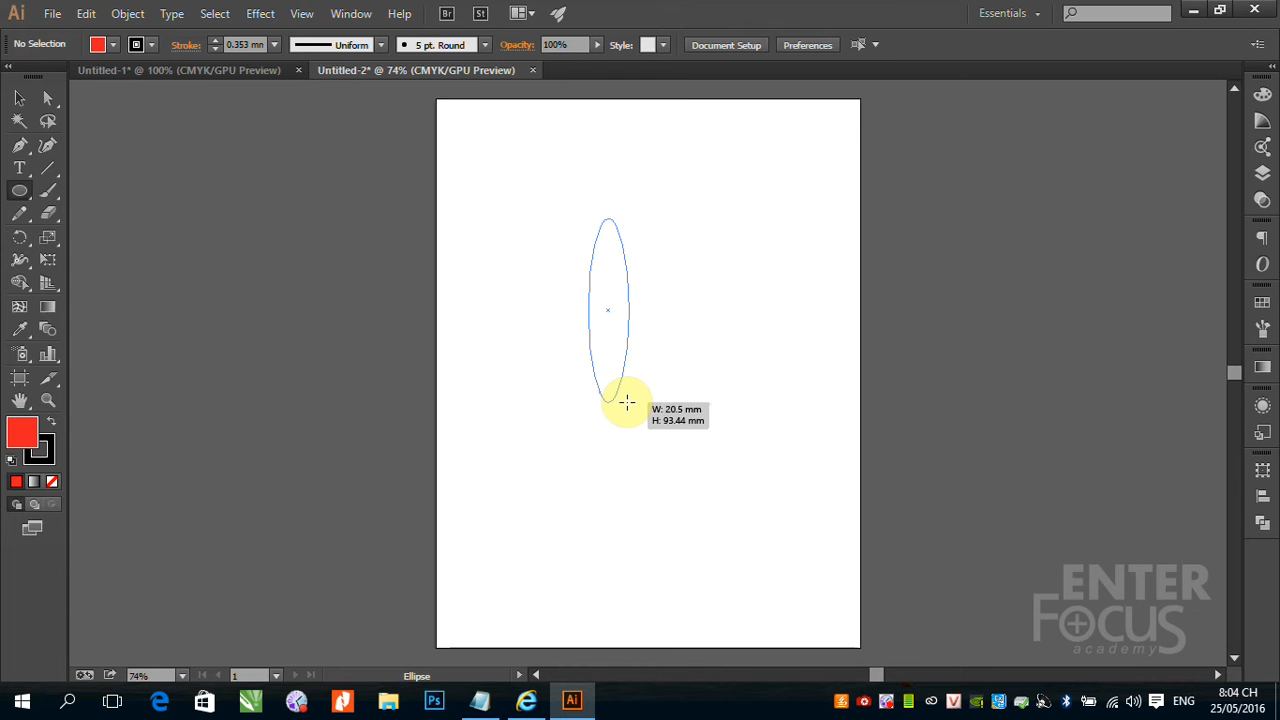 Ai File Edit Object Type Select Effect View Window Help Br St Essentials
No Selection Stroke: 0.353 mn Uniform 5 pt. Round Opacity: 100% Style: Document Setup Preferences
Untitled-1* @ 100% (CMYK/GPU Preview) × Untitled-2* @ 74% (CMYK/GPU Preview) ×
T
W: 20.5 mm
H: 93.44 mm
ENTER
FOCUS
academy
74% 1 Ellipse
Ps Ai ENG 8:04 CH
25/05/2016